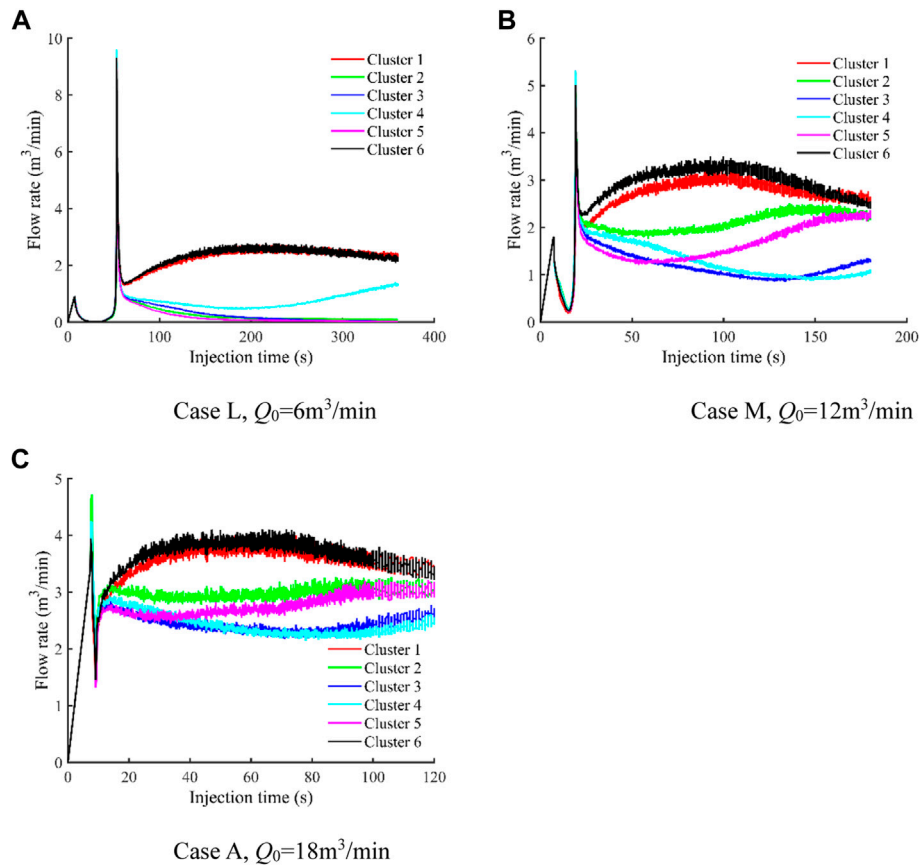 A
10
8
6
4
2
0
Flow rate (m³/min)
Cluster 1
Cluster 2
Cluster 3
Cluster 4
Cluster 5
Cluster 6
0 100 200 300 400
Injection time (s)
Case L, Q₀=6m³/min
B
6
5
4
3
2
1
0
Flow rate (m³/min)
Cluster 1
Cluster 2
Cluster 3
Cluster 4
Cluster 5
Cluster 6
0 50 100 150 200
Injection time (s)
Case M, Q₀=12m³/min
C
5
4
3
2
1
0
Flow rate (m³/min)
Cluster 1
Cluster 2
Cluster 3
Cluster 4
Cluster 5
Cluster 6
0 20 40 60 80 100 120
Injection time (s)
Case A, Q₀=18m³/min